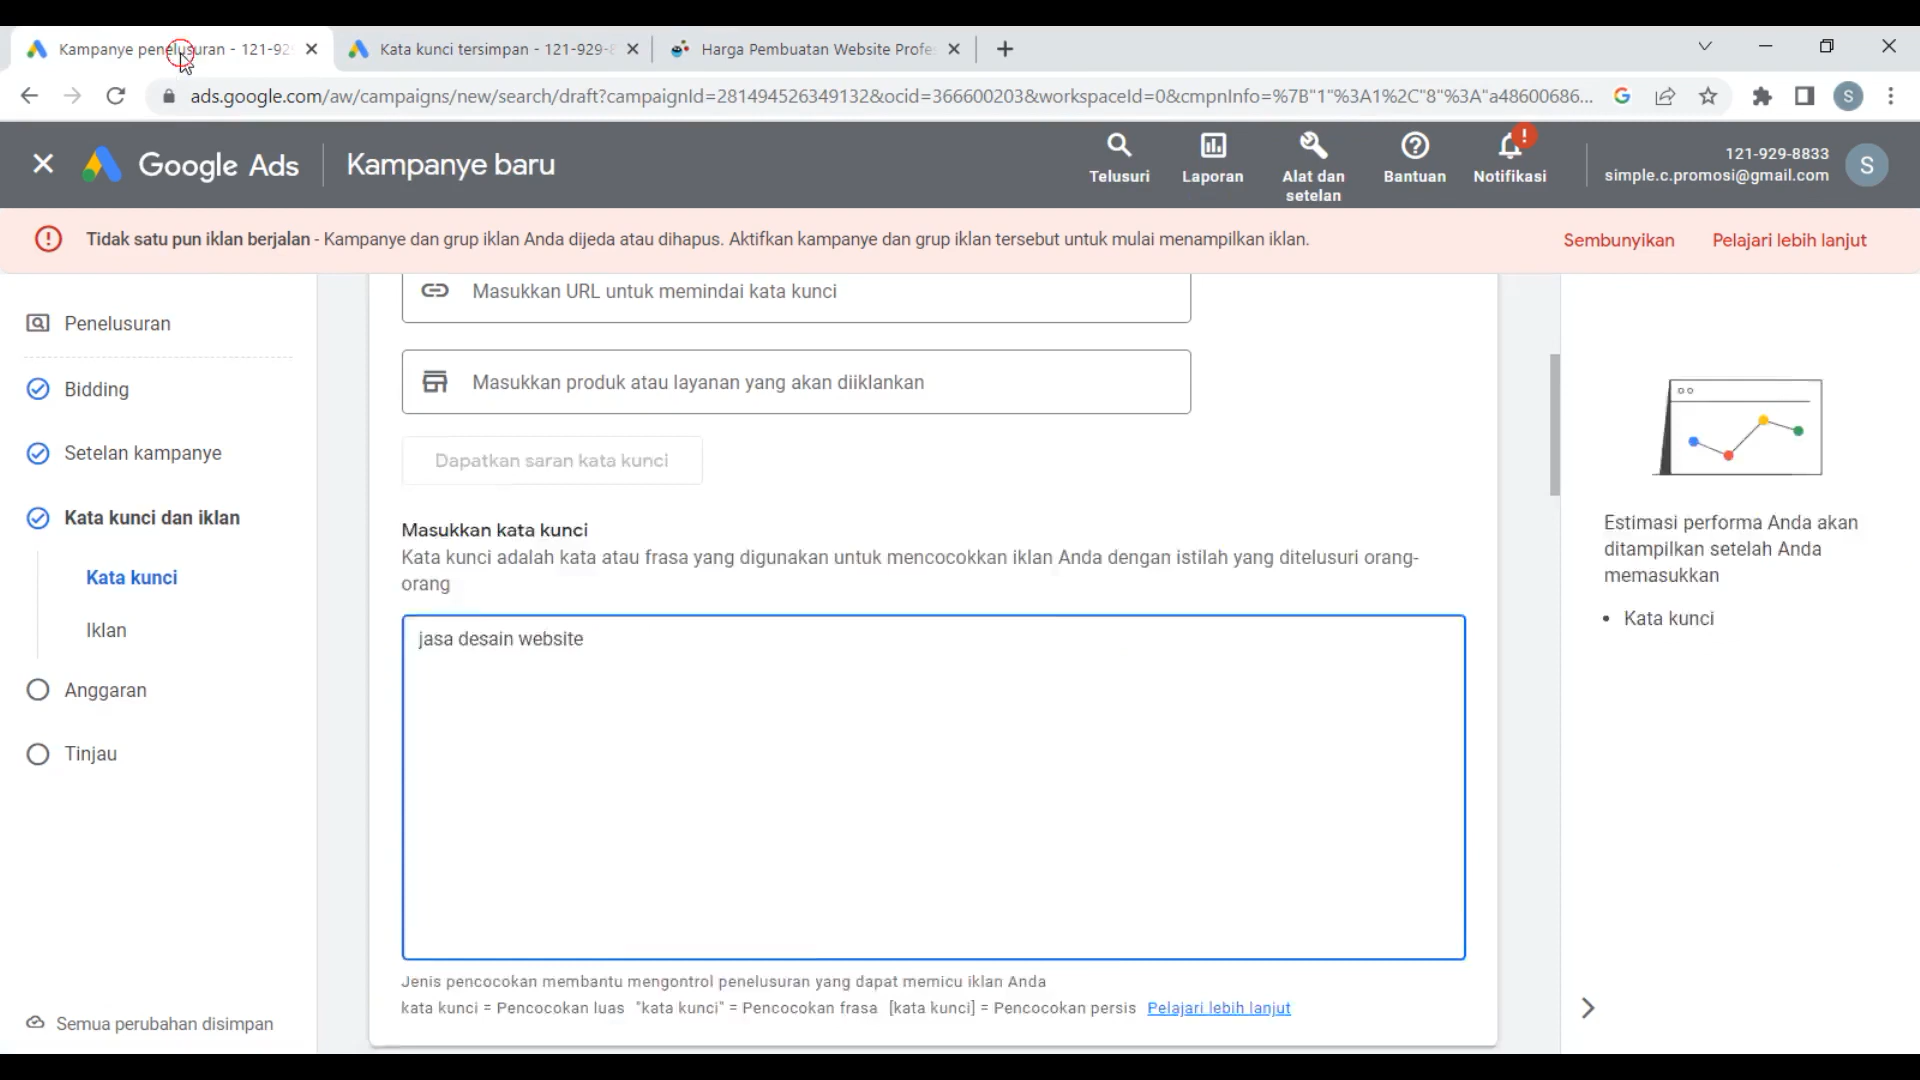 Kampanye penelusuran - 121-92
Kata kunci tersimpan - 121-929-8
Harga Pembuatan Website Profe
ads.google.com/aw/campaigns/new/search/draft?campaignId=281494526349132&ocid=366600203&workspaceId=0&cmpnInfo=%7B"1"%3A1%2C"8"%3A"a48600686...
S
Google Ads
Kampanye baru
Telusuri
Laporan
Alat dan
setelan
Bantuan
Notifikasi
121-929-8833
simple.c.promosi@gmail.com
S
Tidak satu pun iklan berjalan - Kampanye dan grup iklan Anda dijeda atau dihapus. Aktifkan kampanye dan grup iklan tersebut untuk mulai menampilkan iklan.
Sembunyikan
Pelajari lebih lanjut
Penelusuran
Bidding
Setelan kampanye
Kata kunci dan iklan
Kata kunci
Iklan
Anggaran
Tinjau
Semua perubahan disimpan
Masukkan URL untuk memindai kata kunci
Masukkan produk atau layanan yang akan diiklankan
Dapatkan saran kata kunci
Masukkan kata kunci
Kata kunci adalah kata atau frasa yang digunakan untuk mencocokkan iklan Anda dengan istilah yang ditelusuri orang-
orang
jasa desain website
Jenis pencocokan membantu mengontrol penelusuran yang dapat memicu iklan Anda
kata kunci = Pencocokan luas "kata kunci" = Pencocokan frasa [kata kunci] = Pencocokan persis Pelajari lebih lanjut
Estimasi performa Anda akan
ditampilkan setelah Anda
memasukkan
• Kata kunci